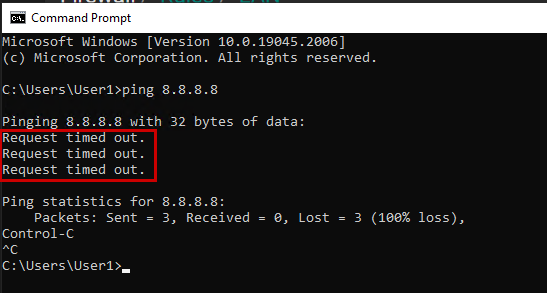 Firewall / Rules / LAN
Command Prompt
Microsoft Windows [Version 10.0.19045.2006]
(c) Microsoft Corporation. All rights reserved.
C:\Users\User1>ping 8.8.8.8
Pinging 8.8.8.8 with 32 bytes of data:
Request timed out.
Request timed out.
Request timed out.
Ping statistics for 8.8.8.8:
    Packets: Sent = 3, Received = 0, Lost = 3 (100% loss),
Control-C
^C
C:\Users\User1>